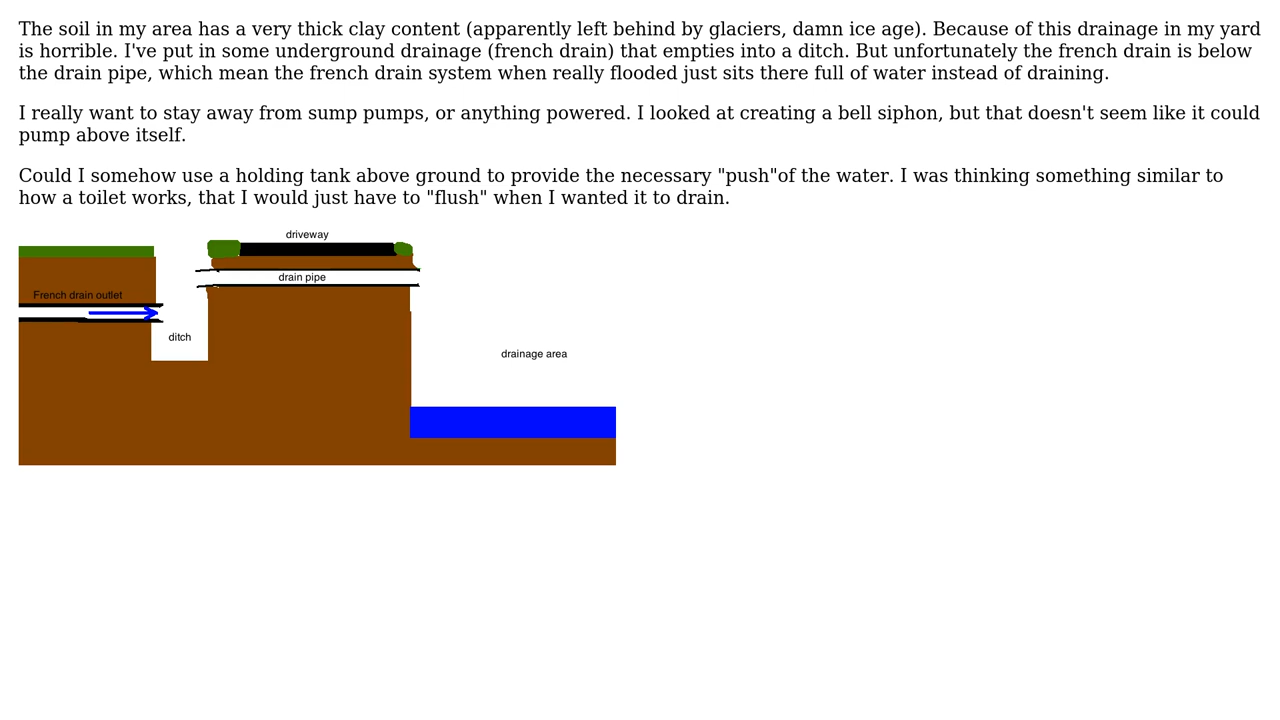 The soil in my area has a very thick clay content (apparently left behind by glaciers, damn ice age). Because of this drainage in my yard
is horrible. I've put in some underground drainage (french drain) that empties into a ditch. But unfortunately the french drain is below
the drain pipe, which mean the french drain system when really flooded just sits there full of water instead of draining.
I really want to stay away from sump pumps, or anything powered. I looked at creating a bell siphon, but that doesn't seem like it could
pump above itself.
Could I somehow use a holding tank above ground to provide the necessary "push"of the water. I was thinking something similar to
how a toilet works, that I would just have to "flush" when I wanted it to drain.
driveway
drain pipe
French drain outlet
ditch
drainage area